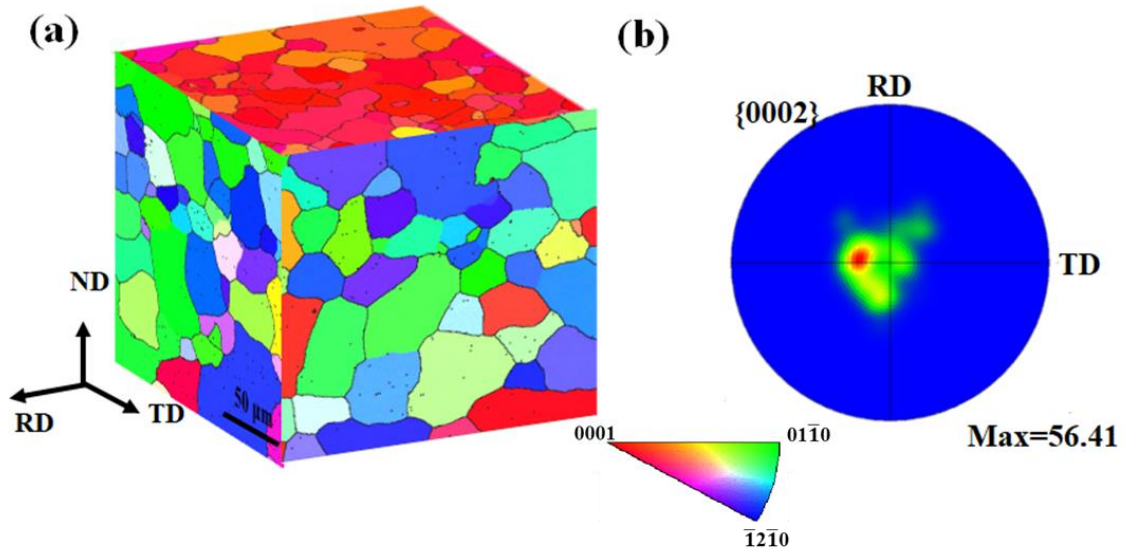 (a)
ND
RD
TD
50 μm
(b)
RD
{0002}
TD
Max=56.41
0001
011̅0
1̅21̅0